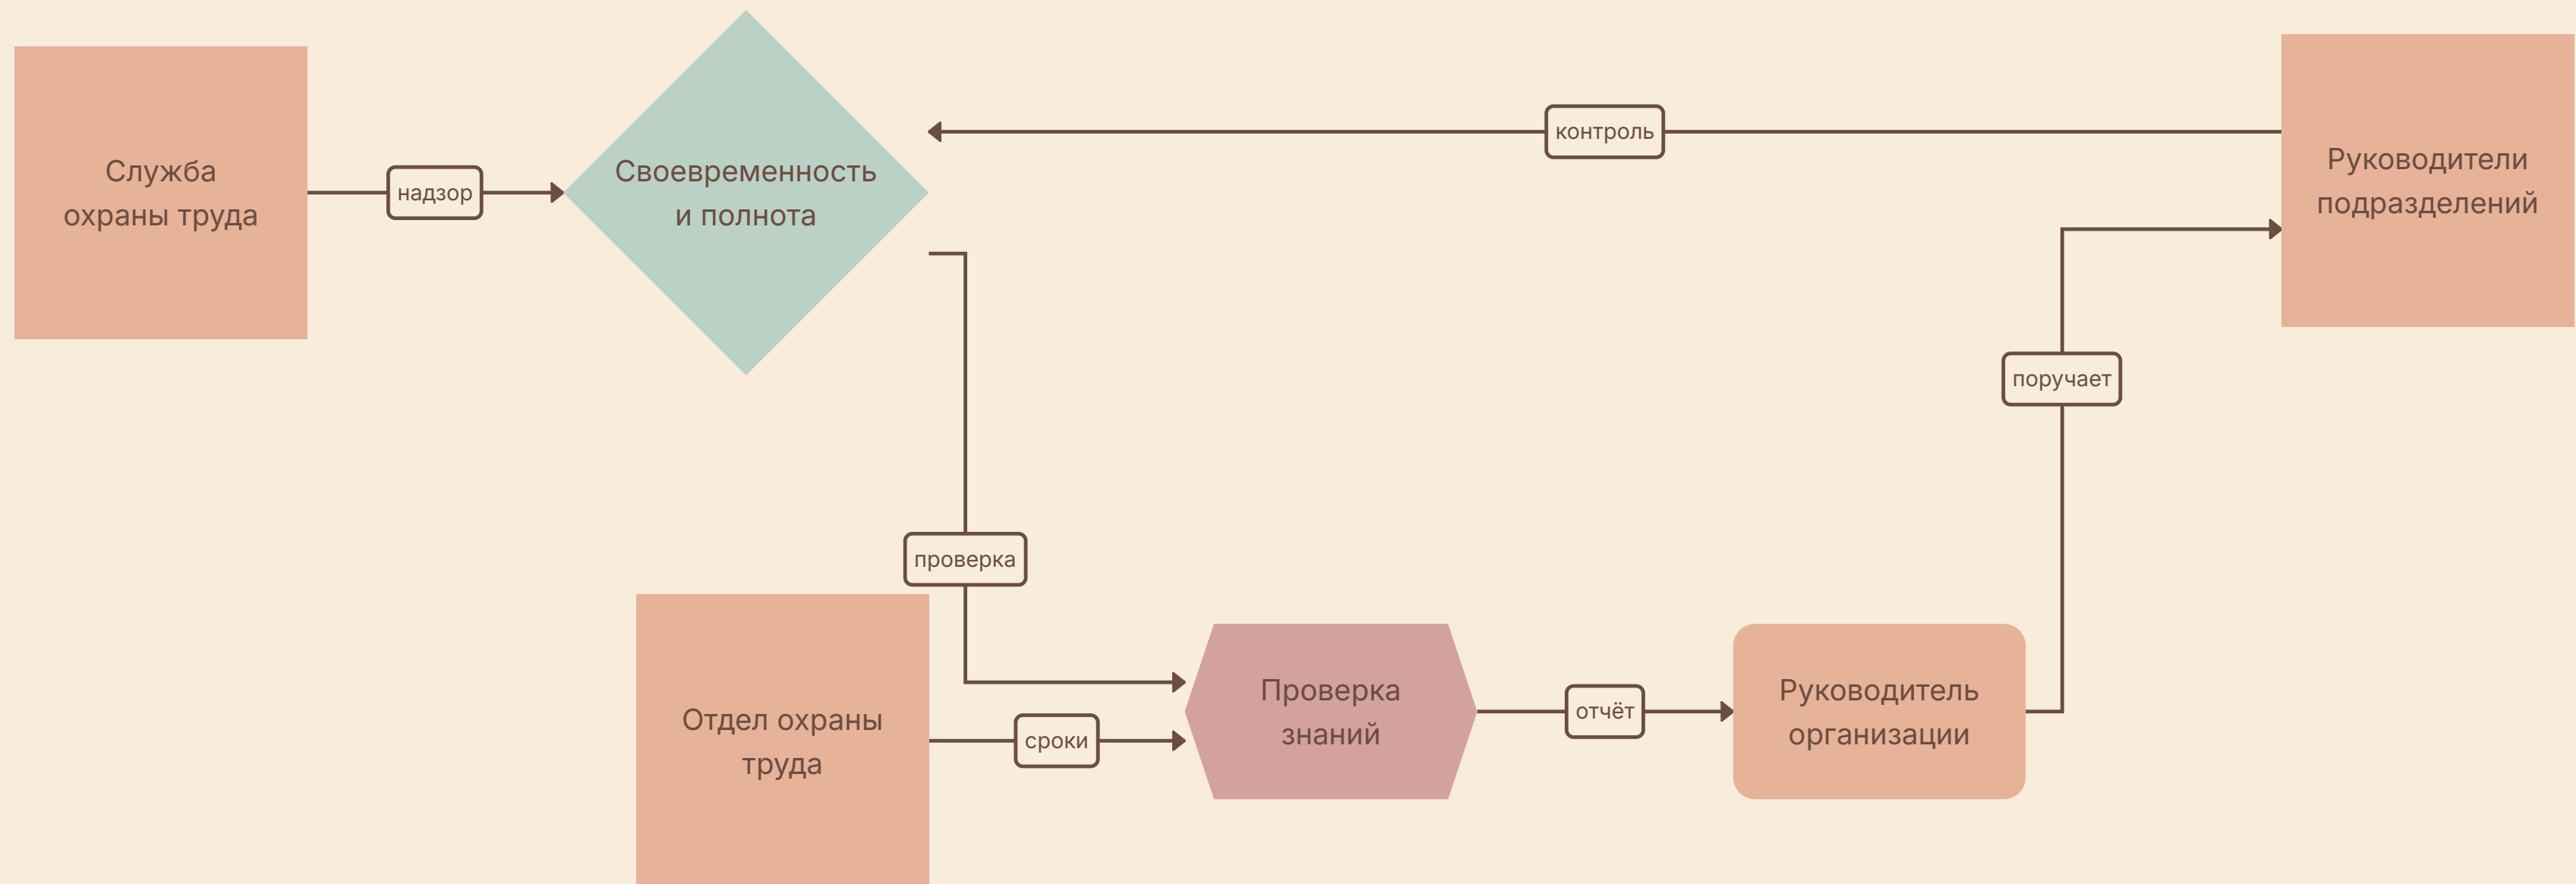 Служба
охраны труда
надзор
Своевременность
и полнота
контроль
Руководители
подразделений
поручает
проверка
Отдел охраны
труда
сроки
Проверка
знаний
отчёт
Руководитель
организации